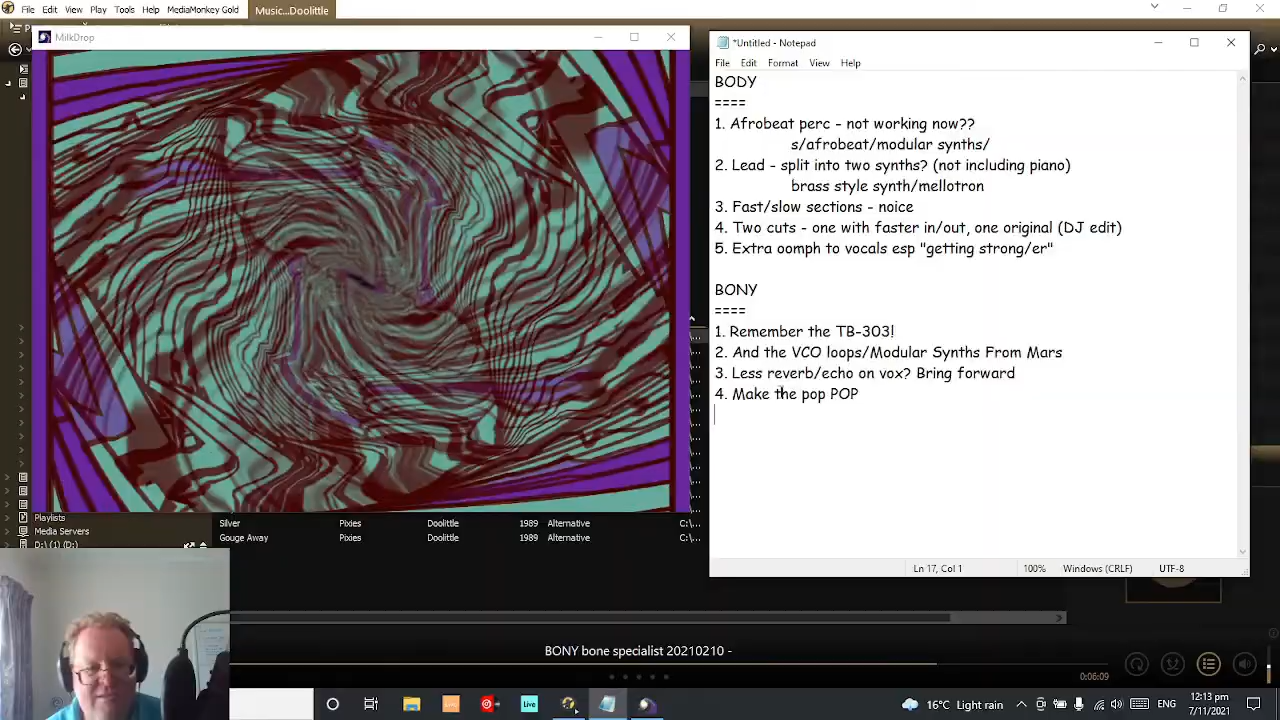 File Edit View Play Tools Help MediaMonkey Gold Music...Doolittle
MilkDrop
*Untitled - Notepad
File Edit Format View Help
BODY
====
1. Afrobeat perc - not working now??
s/afrobeat/modular synths/
2. Lead - split into two synths? (not including piano)
brass style synth/mellotron
3. Fast/slow sections - noice
4. Two cuts - one with faster in/out, one original (DJ edit)
5. Extra oomph to vocals esp "getting strong/er"
BONY
====
1. Remember the TB-303!
2. And the VCO loops/Modular Synths From Mars
3. Less reverb/echo on vox? Bring forward
4. Make the pop POP
Ln 17, Col 1 100% Windows (CRLF) UTF-8
Playlists
Media Servers
D:\ (1) (D:)
Silver Pixies Doolittle 1989 Alternative C:\...
Gouge Away Pixies Doolittle 1989 Alternative C:\...
BONY bone specialist 20210210 -
0:06:09
Live
Live
16°C Light rain
ENG
12:13 pm
7/11/2021